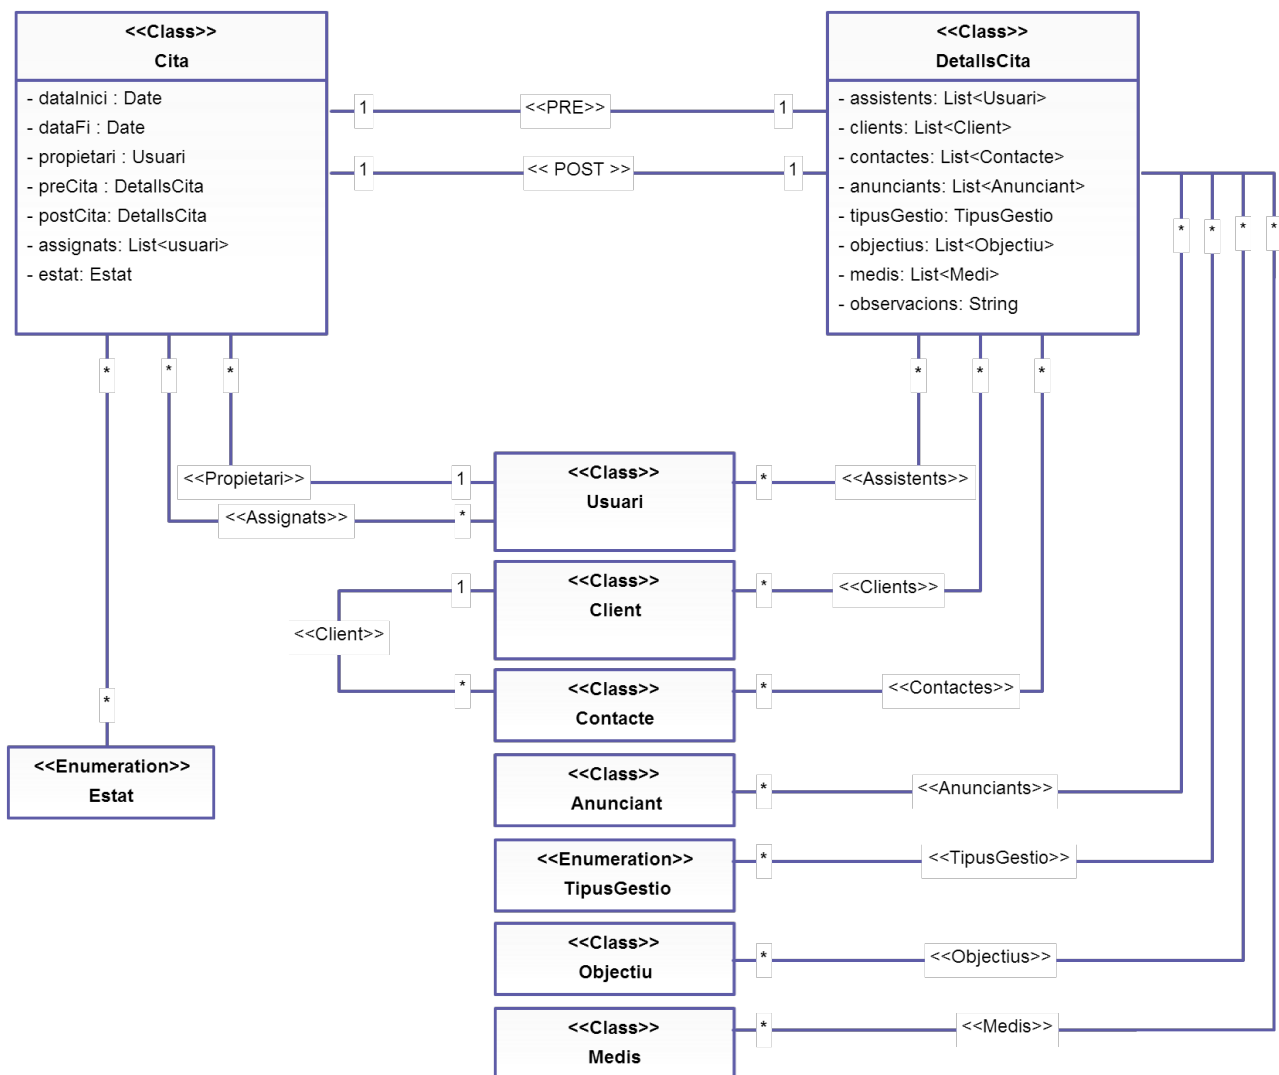 <<Class>>
Cita
- dataInici : Date
- dataFi : Date
- propietari : Usuari
- preCita : DetallsCita
- postCita: DetallsCita
- assignats: List<usuari>
- estat: Estat
<<Class>>
DetallsCita
- assistents: List<Usuari>
- clients: List<Client>
- contactes: List<Contacte>
- anunciants: List<Anunciant>
- tipusGestio: TipusGestio
- objectius: List<Objectiu>
- medis: List<Medi>
- observacions: String
1
<<PRE>>
1
1
<< POST >>
1
*
*
*
*
*
*
*
*
*
*
<<Propietari>>
1
<<Class>>
Usuari
*
<<Assistents>>
<<Assignats>>
*
1
<<Class>>
Client
*
<<Clients>>
<<Client>>
*
<<Class>>
Contacte
*
<<Contactes>>
*
<<Enumeration>>
Estat
<<Class>>
Anunciant
*
<<Anunciants>>
<<Enumeration>>
TipusGestio
*
<<TipusGestio>>
<<Class>>
Objectiu
*
<<Objectius>>
<<Class>>
Medis
*
<<Medis>>